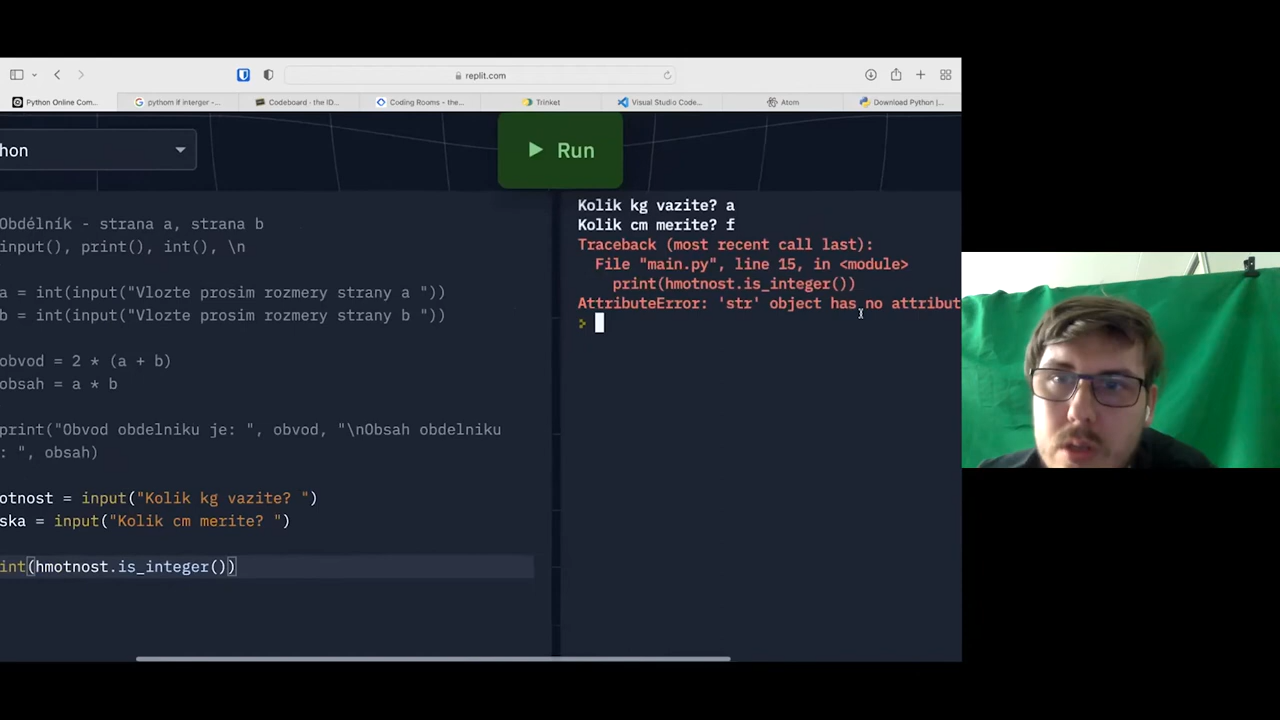 replit.com
Python Online Com...
pythom if interger -...
Codeboard - the ID...
Coding Rooms - the...
Trinket
Visual Studio Code...
Atom
Download Python |...
hon
Run
Obdélník - strana a, strana b
input(), print(), int(), \n
a = int(input("Vlozte prosim rozmery strany a "))
b = int(input("Vlozte prosim rozmery strany b "))
obvod = 2 * (a + b)
obsah = a * b
print("Obvod obdelniku je: ", obvod, "\nObsah obdelniku
: ", obsah)
otnost = input("Kolik kg vazite? ")
ska = input("Kolik cm merite? ")
int(hmotnost.is_integer())
Kolik kg vazite? a
Kolik cm merite? f
Traceback (most recent call last):
File "main.py", line 15, in <module>
print(hmotnost.is_integer())
AttributeError: 'str' object has no attribut
>